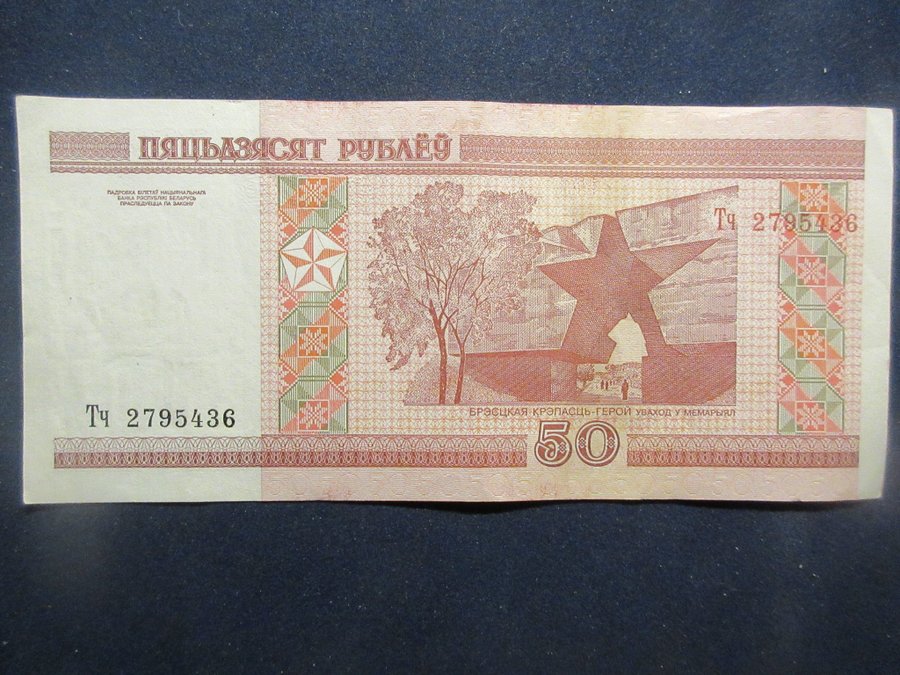 ПЯЦЬДЗЯСЯТ РУБЛЁЎ
ПАДРОБКА БІЛЕТАЎ НАЦЫЯНАЛЬНАГА
БАНКА РЭСПУБЛІКІ БЕЛАРУСЬ
ПРАСЛЕДУЕЦЦА ПА ЗАКОНУ
Тч 2795436
Тч 2795436
БРЭСЦКАЯ КРЭПАСЦЬ-ГЕРОЙ УВАХОД У МЕМАРЫЯЛ
50